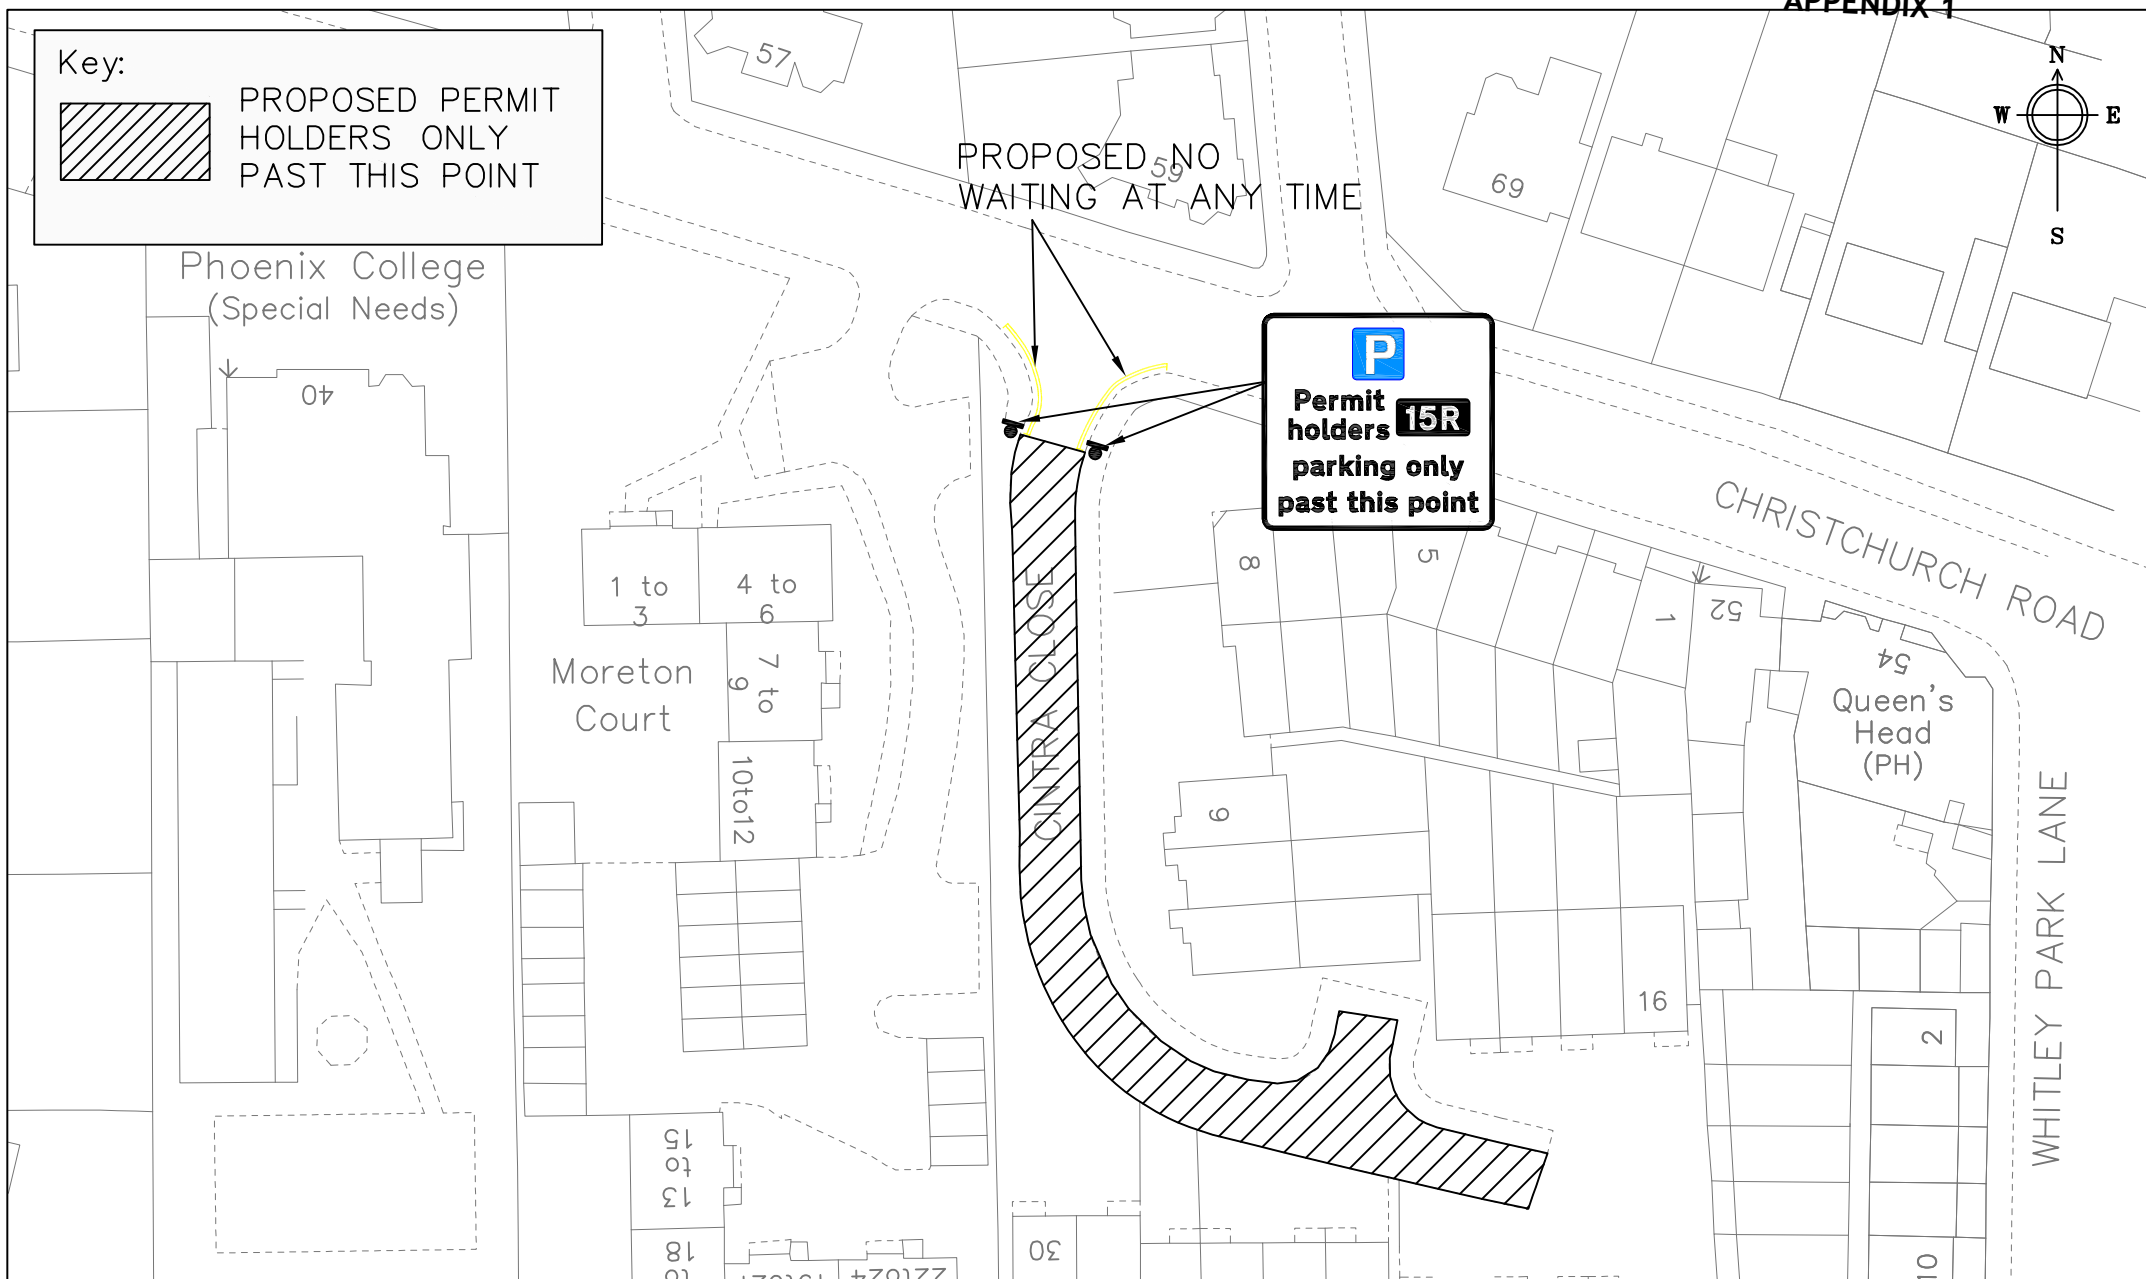 APPENDIX 1
Key:
PROPOSED PERMIT
HOLDERS ONLY
PAST THIS POINT
N
W
E
S
57
PROPOSED NO
WAITING AT ANY TIME
59
69
Phoenix College
(Special Needs)
40
P
Permit
holders 15R
parking only
past this point
CHRISTCHURCH ROAD
1 to
3
4 to
6
7 to
9
10to12
Moreton
Court
CINTRA CLOSE
8
5
1
52
54
Queen's
Head
(PH)
9
16
2
10
WHITLEY PARK LANE
13
to
15
18
to
30
22to24